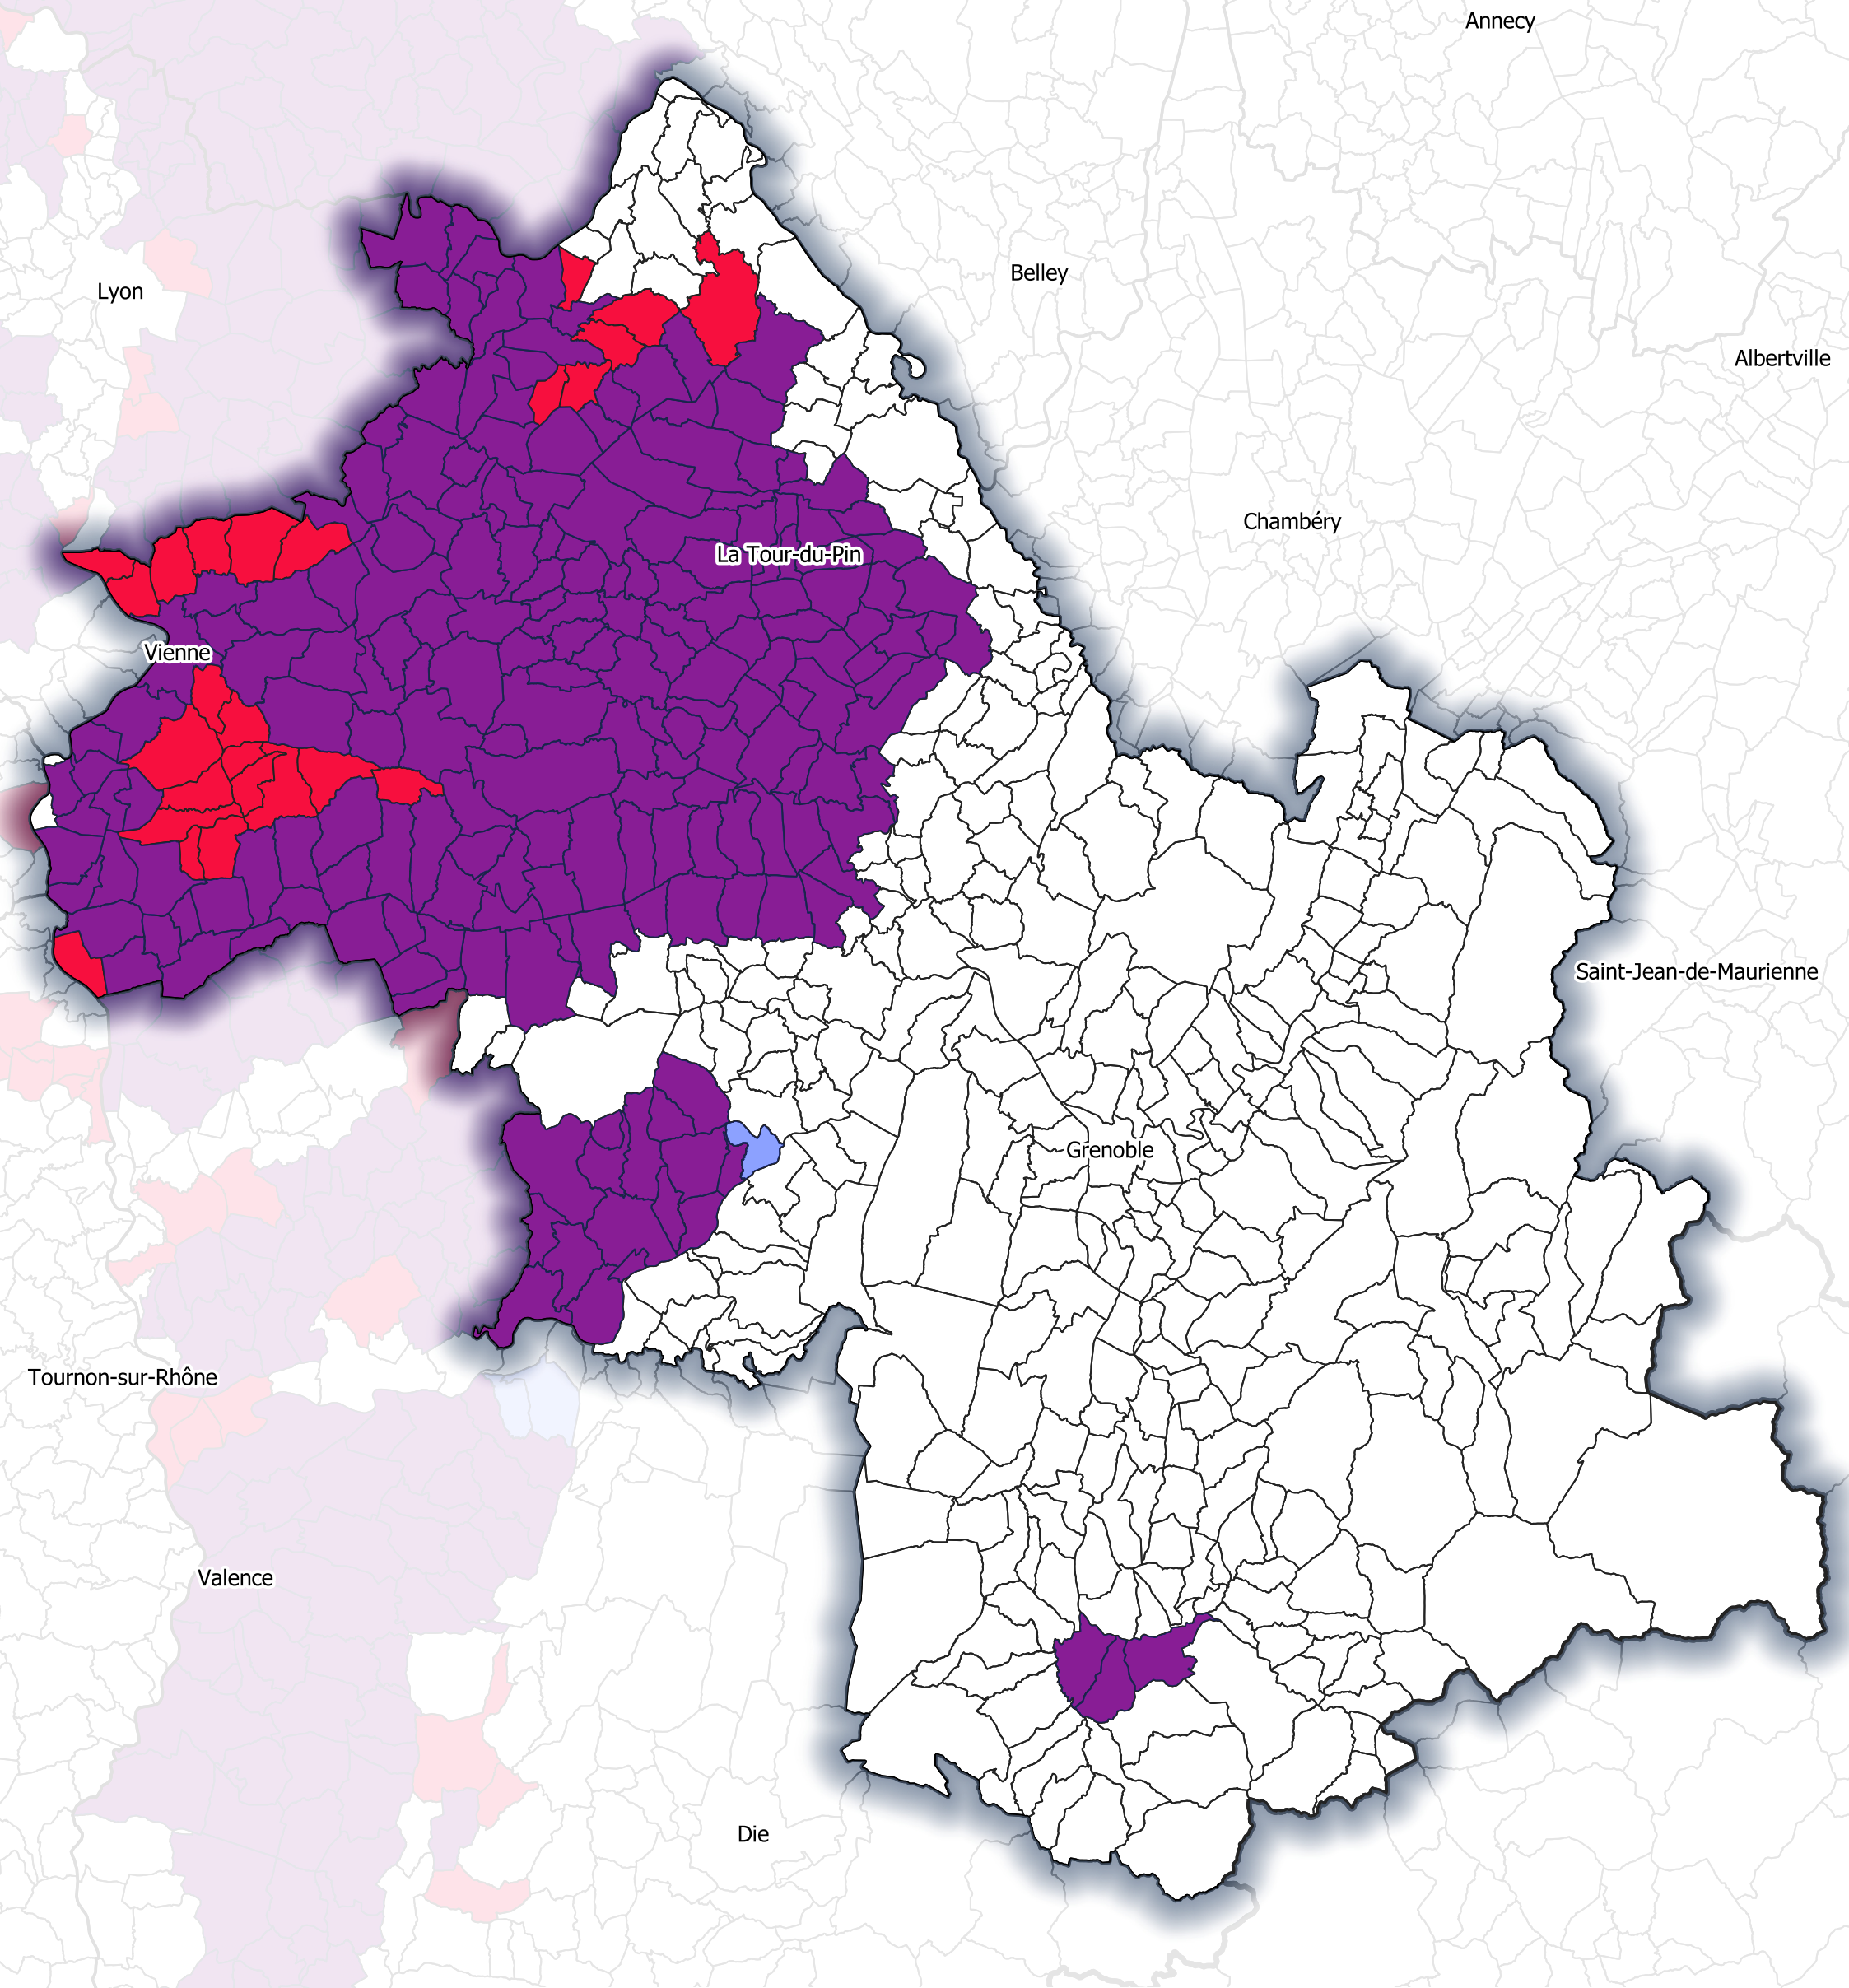 Annecy
Belley
Lyon
Albertville
Chambéry
La Tour-du-Pin
Vienne
Saint-Jean-de-Maurienne
Grenoble
Tournon-sur-Rhône
Valence
Die